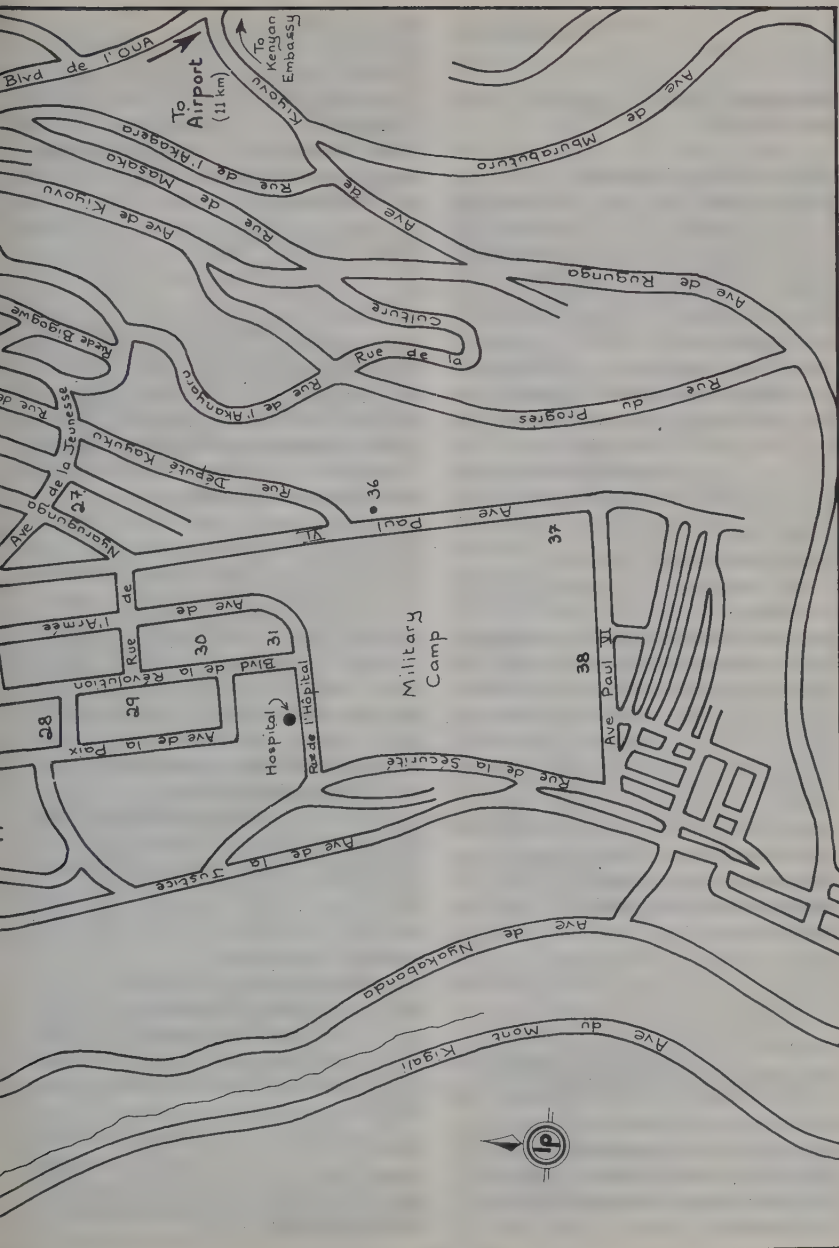 Blvd de l'OUA
To
Airport
(11 km)
To
Kenyan
Embassy
Kiyovu
Ave de
Mburabuturo
Rue de l'Akagera
Rue de Masaka
Ave de Kiyovu
Ave de
Ave de Rugunga
Rue de la
Culture
Rue du Progres
Rue de l'Akanyaru
Rue de Bigogwe
Rue de
Ave de la Jeunesse
27
Rue Député Kayuku
Nyarugunga
36
Ave Paul VI
37
Rue de
Ave de l'Armée
30
31
Blvd de la Révolution
28
29
Ave de la Paix
Hospital
Rue de l'Hôpital
Military
Camp
38
Ave Paul VI
Rue de la Sécurité
Ave de la Justice
Ave de Nyakabanda
Ave du Mont Kigali
lp